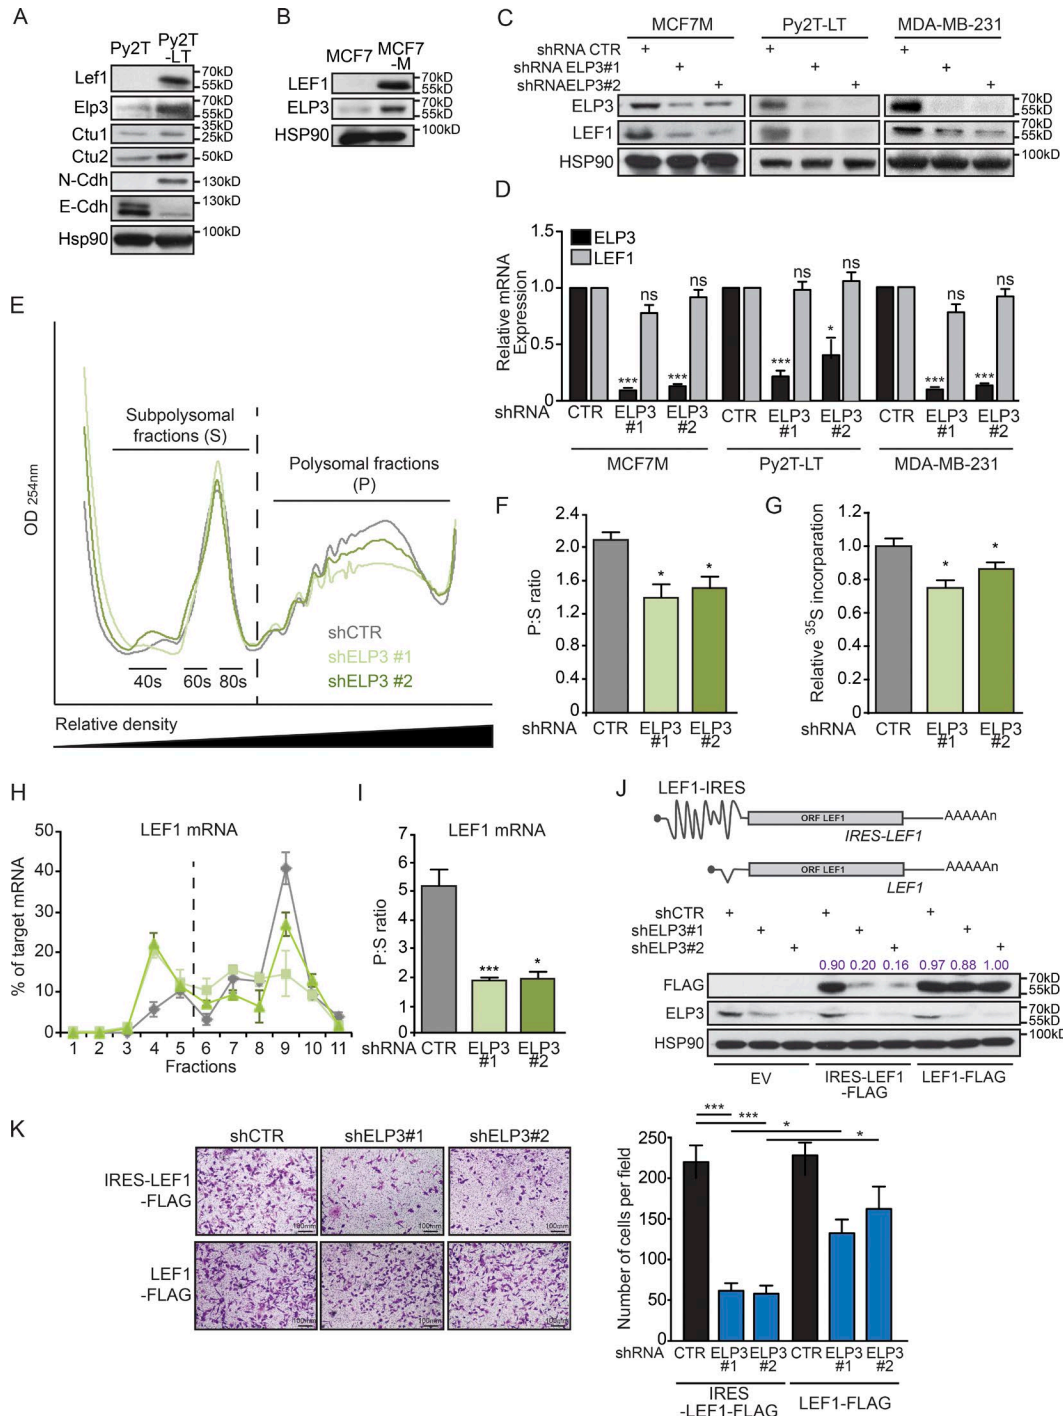 A
Py2T Py2T
-LT
Lef1
70kD
55kD
Elp3
70kD
55kD
Ctu1
35kD
25kD
Ctu2
50kD
N-Cdh
130kD
E-Cdh
130kD
Hsp90
100kD
B
MCF7 MCF7
-M
LEF1
70kD
55kD
ELP3
70kD
55kD
HSP90
100kD
C
MCF7M Py2T-LT MDA-MB-231
shRNA CTR + + +
shRNA ELP3#1 + + +
shRNAELP3#2 + + +
ELP3
70kD
55kD
LEF1
70kD
55kD
HSP90
100kD
D
Relative mRNA
Expression
1.5
1.0
0.5
0
ELP3
LEF1
ns ns ns ns ns ns
*** *** *** * *** ***
shRNA CTR ELP3 ELP3 CTR ELP3 ELP3 CTR ELP3 ELP3
#1 #2 #1 #2 #1 #2
MCF7M Py2T-LT MDA-MB-231
E
OD 254nm
Subpolysomal
fractions (S)
Polysomal fractions
(P)
shCTR
shELP3 #1
shELP3 #2
40s 60s 80s
Relative density
F
P:S ratio
2.4
2.0
1.6
1.2
0.8
0.4
0
* *
shRNA CTR ELP3 ELP3
#1 #2
G
Relative 35S incorparation
1.2
1.0
0.8
0.6
0.4
0.2
0
* *
shRNA CTR ELP3 ELP3
#1 #2
H
LEF1 mRNA
% of target mRNA
50
40
30
20
10
0
1 2 3 4 5 6 7 8 9 10 11
Fractions
I
LEF1 mRNA
P:S ratio
7
6
5
4
3
2
1
0
*** *
shRNA CTR ELP3 ELP3
#1 #2
J
LEF1-IRES
ORF LEF1
AAAAAn
IRES-LEF1
ORF LEF1
AAAAAn
LEF1
shCTR + + +
shELP3#1 + + +
shELP3#2 + + +
0.90 0.20 0.16 0.97 0.88 1.00
FLAG
70kD
55kD
ELP3
70kD
55kD
HSP90
100kD
EV IRES-LEF1
-FLAG
LEF1-FLAG
K
shCTR shELP3#1 shELP3#2
IRES-LEF1
-FLAG
100mm 100mm 100mm
LEF1
-FLAG
100mm 100mm 100mm
Number of cells per field
250
200
150
100
50
0
*** *** * *
shRNA CTR ELP3 ELP3 CTR ELP3 ELP3
#1 #2 #1 #2
IRES
-LEF1-FLAG
LEF1-FLAG